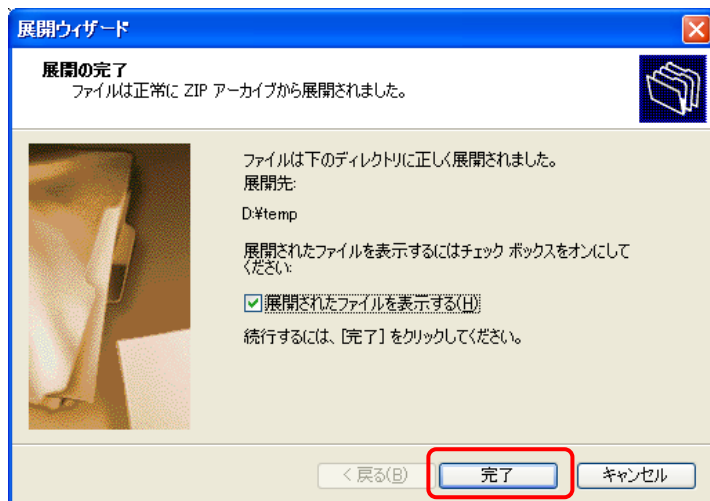 展開ウィザード
展開の完了
ファイルは正常に ZIP アーカイブから展開されました。
ファイルは下のディレクトリに正しく展開されました。
展開先:
D:¥temp
展開されたファイルを表示するにはチェック ボックスをオンにして
ください:
展開されたファイルを表示する(H)
続行するには、[完了] をクリックしてください。
< 戻る(B)
完了
キャンセル